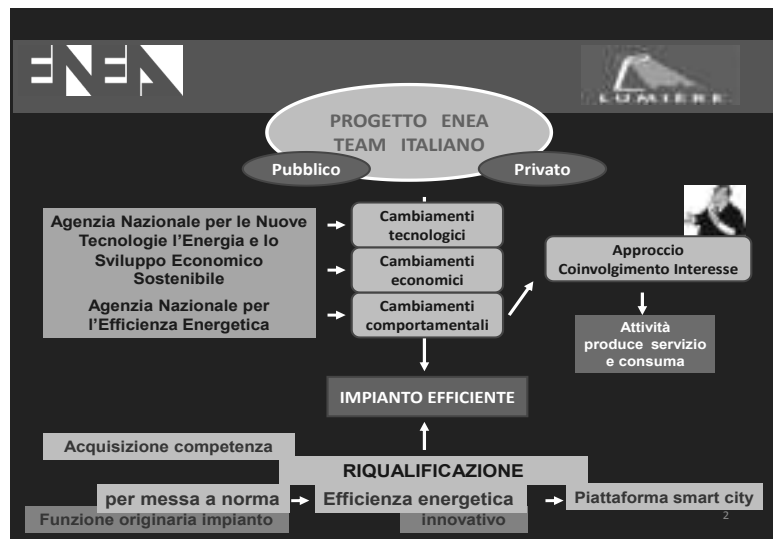 ENEA
LUMIERE
PROGETTO ENEA
TEAM ITALIANO
Pubblico
Privato
Agenzia Nazionale per le Nuove
Tecnologie l'Energia e lo
Sviluppo Economico
Sostenibile
Agenzia Nazionale per
l'Efficienza Energetica
Cambiamenti
tecnologici
Cambiamenti
economici
Cambiamenti
comportamentali
Approccio
Coinvolgimento Interesse
Attività
produce servizio
e consuma
IMPIANTO EFFICIENTE
Acquisizione competenza
RIQUALIFICAZIONE
per messa a norma
Efficienza energetica
Piattaforma smart city
Funzione originaria impianto
innovativo
2